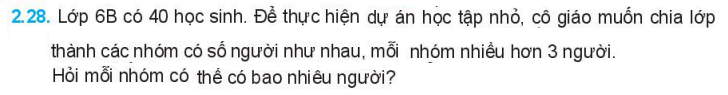 2.28. Lớp 6B có 40 học sinh. Để thực hiện dự án học tập nhỏ, cô giáo muốn chia lớp
thành các nhóm có số người như nhau, mỗi nhóm nhiều hơn 3 người.
Hỏi mỗi nhóm có thể có bao nhiêu người?